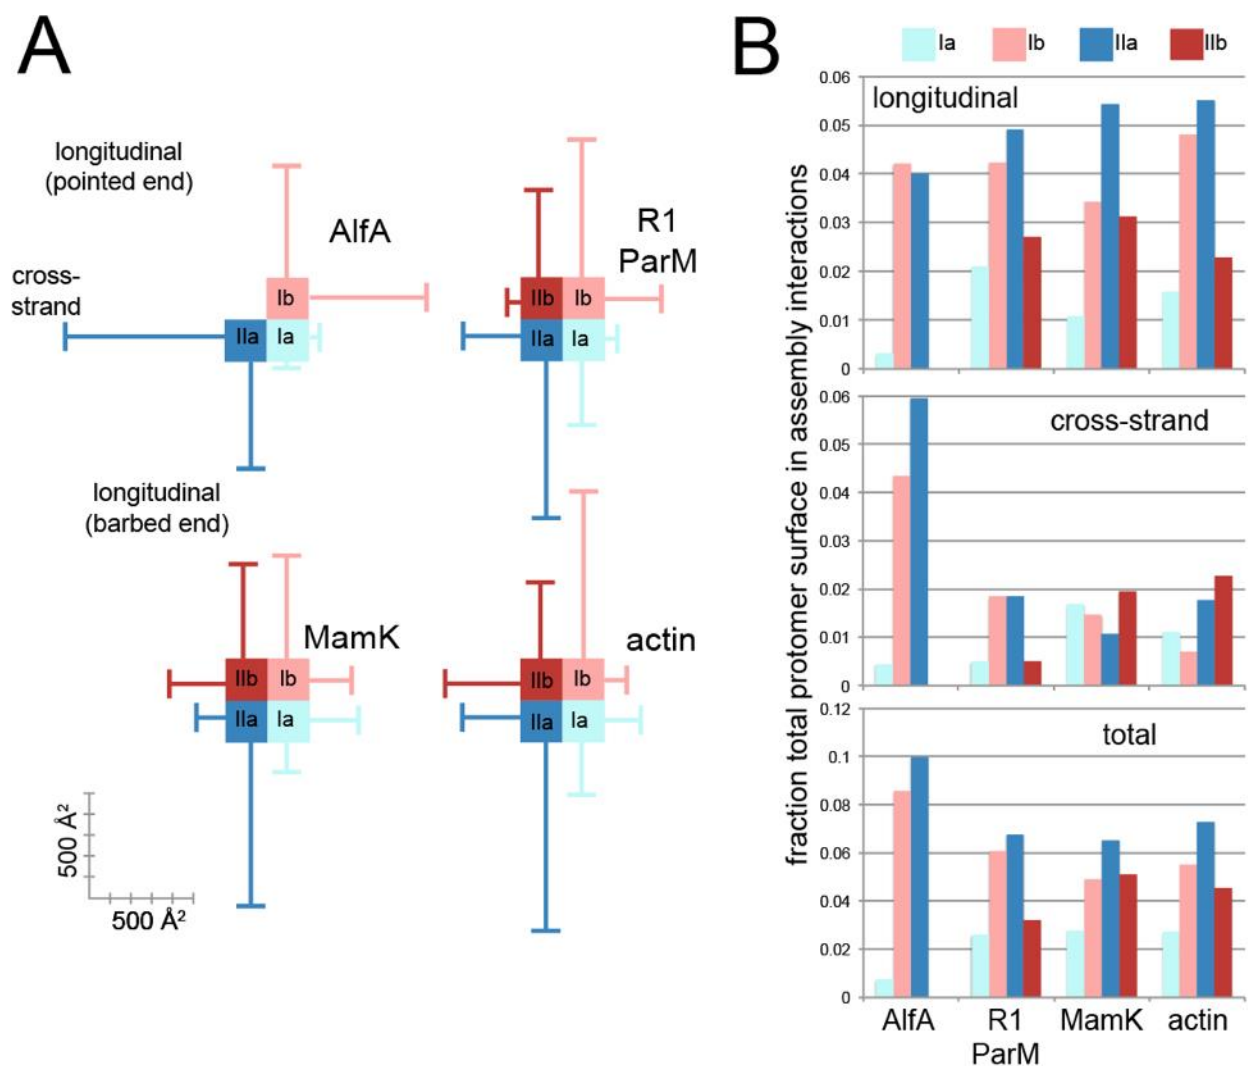 A
longitudinal
(pointed end)
AlfA
cross-
strand
Ib
IIa
Ia
R1
ParM
IIb
Ib
IIa
Ia
longitudinal
(barbed end)
MamK
IIb
Ib
IIa
Ia
actin
IIb
Ib
IIa
Ia
500 Å²
500 Å²
B
Ia
Ib
IIa
IIb
fraction total protomer surface in assembly interactions
longitudinal
0.06
0.05
0.04
0.03
0.02
0.01
0
cross-strand
0.06
0.05
0.04
0.03
0.02
0.01
0
total
0.12
0.1
0.08
0.06
0.04
0.02
0
AlfA
R1
ParM
MamK
actin